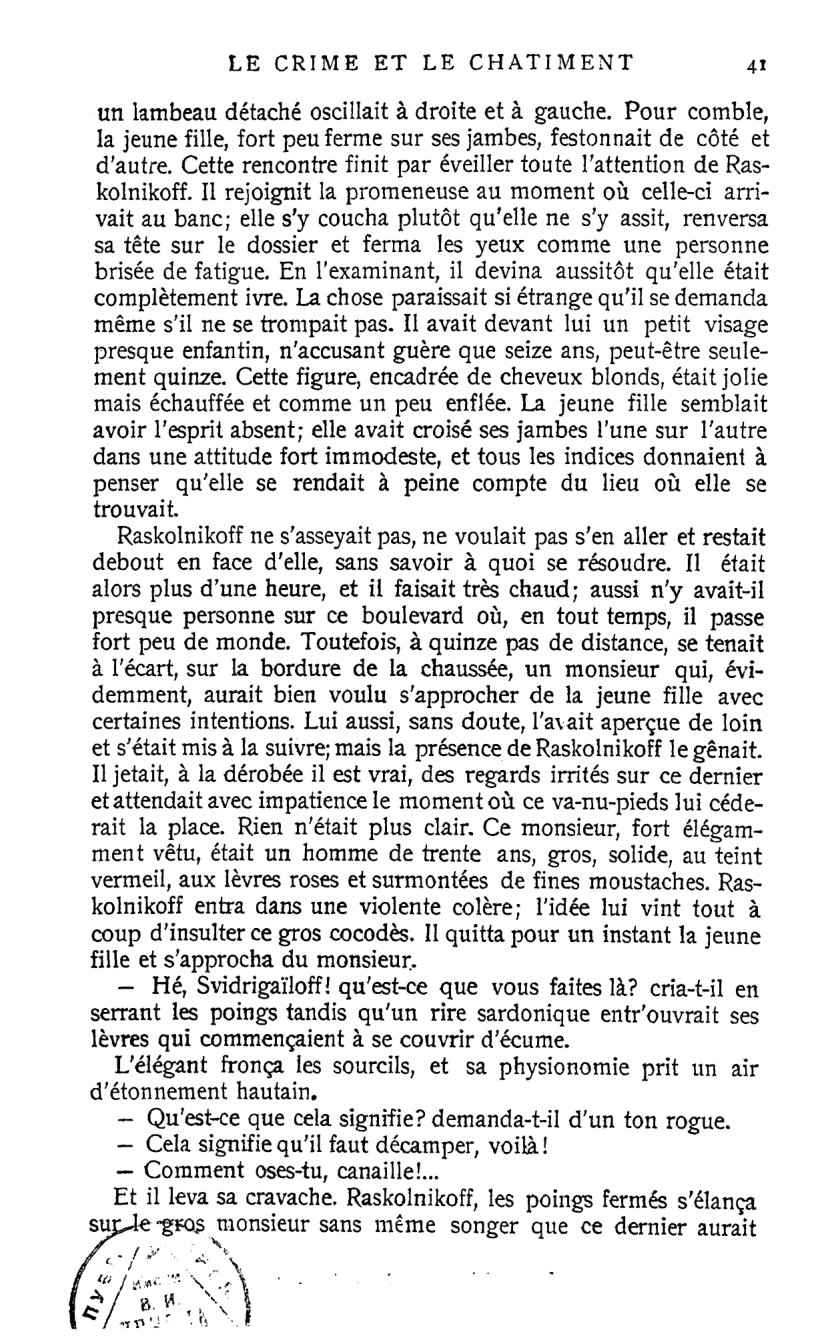 LE CRIME ET LE CHATIMENT 41
un lambeau détaché oscillait à droite et à gauche. Pour comble,
la jeune fille, fort peu ferme sur ses jambes, festonnait de côté et
d'autre. Cette rencontre finit par éveiller toute l'attention de Ras-
kolnikoff. Il rejoignit la promeneuse au moment où celle-ci arri-
vait au banc; elle s'y coucha plutôt qu'elle ne s'y assit, renversa
sa tête sur le dossier et ferma les yeux comme une personne
brisée de fatigue. En l'examinant, il devina aussitôt qu'elle était
complètement ivre. La chose paraissait si étrange qu'il se demanda
même s'il ne se trompait pas. Il avait devant lui un petit visage
presque enfantin, n'accusant guère que seize ans, peut-être seule-
ment quinze. Cette figure, encadrée de cheveux blonds, était jolie
mais échauffée et comme un peu enflée. La jeune fille semblait
avoir l'esprit absent; elle avait croisé ses jambes l'une sur l'autre
dans une attitude fort immodeste, et tous les indices donnaient à
penser qu'elle se rendait à peine compte du lieu où elle se
trouvait.
Raskolnikoff ne s'asseyait pas, ne voulait pas s'en aller et restait
debout en face d'elle, sans savoir à quoi se résoudre. Il était
alors plus d'une heure, et il faisait très chaud; aussi n'y avait-il
presque personne sur ce boulevard où, en tout temps, il passe
fort peu de monde. Toutefois, à quinze pas de distance, se tenait
à l'écart, sur la bordure de la chaussée, un monsieur qui, évi-
demment, aurait bien voulu s'approcher de la jeune fille avec
certaines intentions. Lui aussi, sans doute, l'avait aperçue de loin
et s'était mis à la suivre; mais la présence de Raskolnikoff le gênait.
Il jetait, à la dérobée il est vrai, des regards irrités sur ce dernier
et attendait avec impatience le moment où ce va-nu-pieds lui céde-
rait la place. Rien n'était plus clair. Ce monsieur, fort élégam-
ment vêtu, était un homme de trente ans, gros, solide, au teint
vermeil, aux lèvres roses et surmontées de fines moustaches. Ras-
kolnikoff entra dans une violente colère; l'idée lui vint tout à
coup d'insulter ce gros cocodès. Il quitta pour un instant la jeune
fille et s'approcha du monsieur.
— Hé, Svidrigaïloff! qu'est-ce que vous faites là? cria-t-il en
serrant les poings tandis qu'un rire sardonique entr'ouvrait ses
lèvres qui commençaient à se couvrir d'écume.
L'élégant fronça les sourcils, et sa physionomie prit un air
d'étonnement hautain.
— Qu'est-ce que cela signifie? demanda-t-il d'un ton rogue.
— Cela signifie qu'il faut décamper, voilà!
— Comment oses-tu, canaille!...
Et il leva sa cravache. Raskolnikoff, les poings fermés s'élança
sur le gros monsieur sans même songer que ce dernier aurait
В. И.